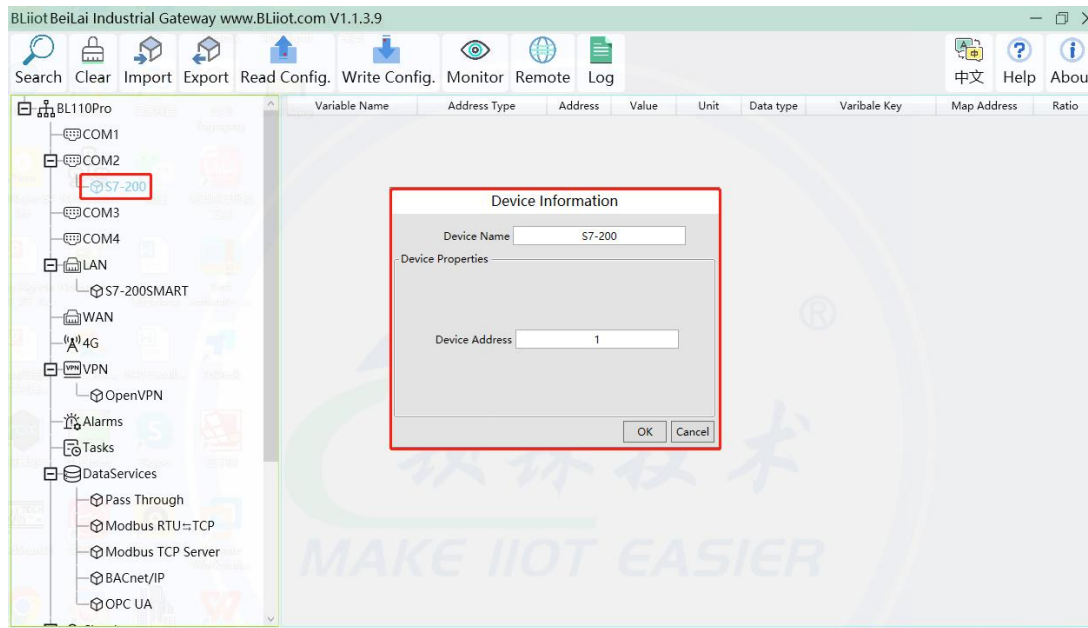 BLiiot BeiLai Industrial Gateway www.BLiiot.com V1.1.3.9
Search Clear Import Export Read Config. Write Config. Monitor Remote Log 中文 Help Abou
BL110Pro
COM1
COM2
S7-200
COM3
COM4
LAN
S7-200SMART
WAN
4G
VPN VPN
OpenVPN
Alarms
Tasks
DataServices
Pass Through
Modbus RTU⇆TCP
Modbus TCP Server
BACnet/IP
OPC UA
Variable Name Address Type Address Value Unit Data type Varibale Key Map Address Ratio
Device Information
Device Name S7-200
Device Properties
Device Address 1
OK Cancel
®
技术
MAKE IIOT EASIER